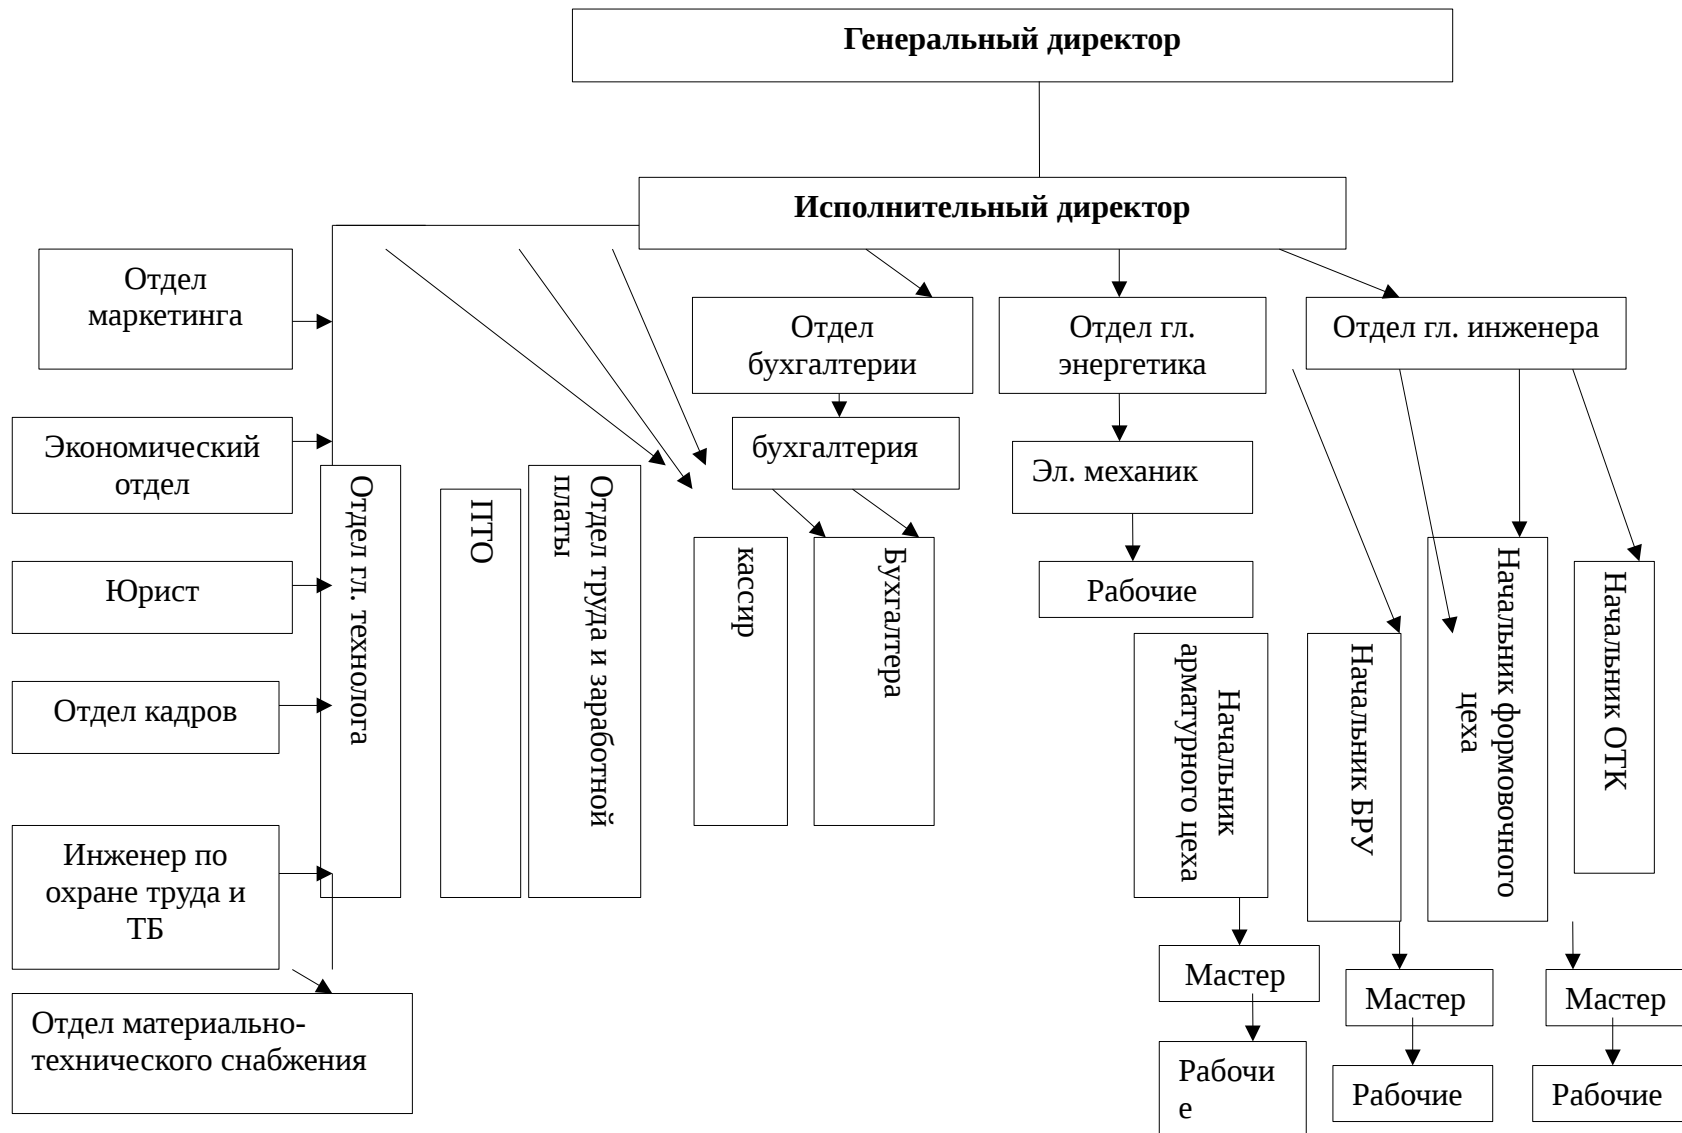 Генеральный директор
Исполнительный директор
Отдел
маркетинга
Отдел
бухгалтерии
Отдел гл.
энергетика
Отдел гл. инженера
Экономический
отдел
бухгалтерия
Эл. механик
Отдел гл. технолога
ПТО
Отдел труда и заработной
платы
кассир
Бухгалтера
Юрист
Рабочие
Начальник
арматурного цеха
Начальник БРУ
Начальник формовочного
цеха
Начальник ОТК
Отдел кадров
Инженер по
охране труда и
ТБ
Отдел материально-
технического снабжения
Мастер
Мастер
Мастер
Рабочи
е
Рабочие
Рабочие